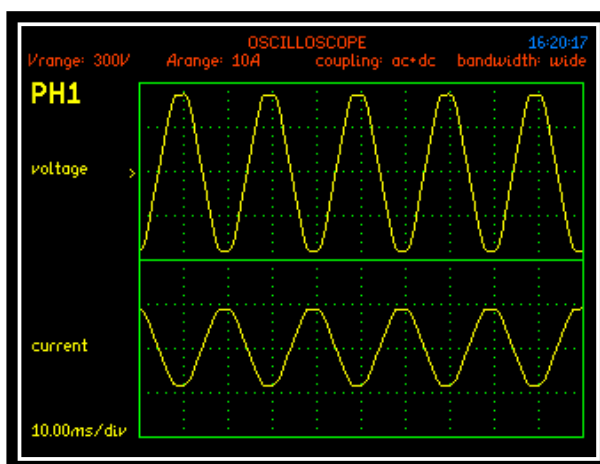 OSCILLOSCOPE 16:20:17
Vrange: 300V Arange: 10A coupling: ac+dc bandwidth: wide
PH1
voltage >
current
10.00ms/div